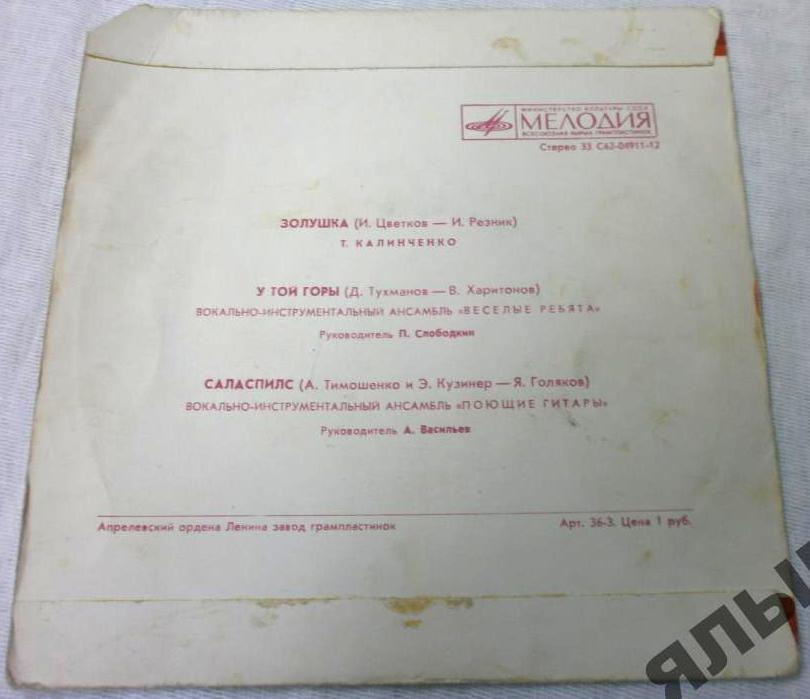 МИНИСТЕРСТВО КУЛЬТУРЫ СССР
МЕЛОДИЯ
ВСЕСОЮЗНАЯ ФИРМА ГРАМПЛАСТИНОК
Стерео 33 С62-04911-12
ЗОЛУШКА (И. Цветков — И. Резник)
Т. КАЛИНЧЕНКО
У ТОЙ ГОРЫ (Д. Тухманов — В. Харитонов)
ВОКАЛЬНО-ИНСТРУМЕНТАЛЬНЫЙ АНСАМБЛЬ «ВЕСЕЛЫЕ РЕБЯТА»
Руководитель П. Слободкин
САЛАСПИЛС (А. Тимошенко и Э. Кузинер — Я. Голяков)
ВОКАЛЬНО-ИНСТРУМЕНТАЛЬНЫЙ АНСАМБЛЬ «ПОЮЩИЕ ГИТАРЫ»
Руководитель А. Васильев
Апрелевский ордена Ленина завод грампластинок
Арт. 36-3. Цена 1 руб.